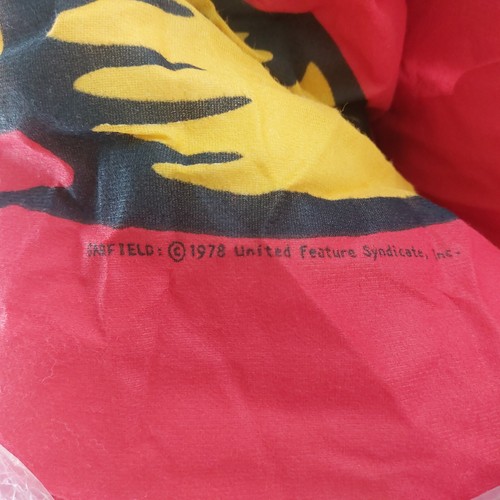 GARFIELD: © 1978 United Feature Syndicate, Inc.